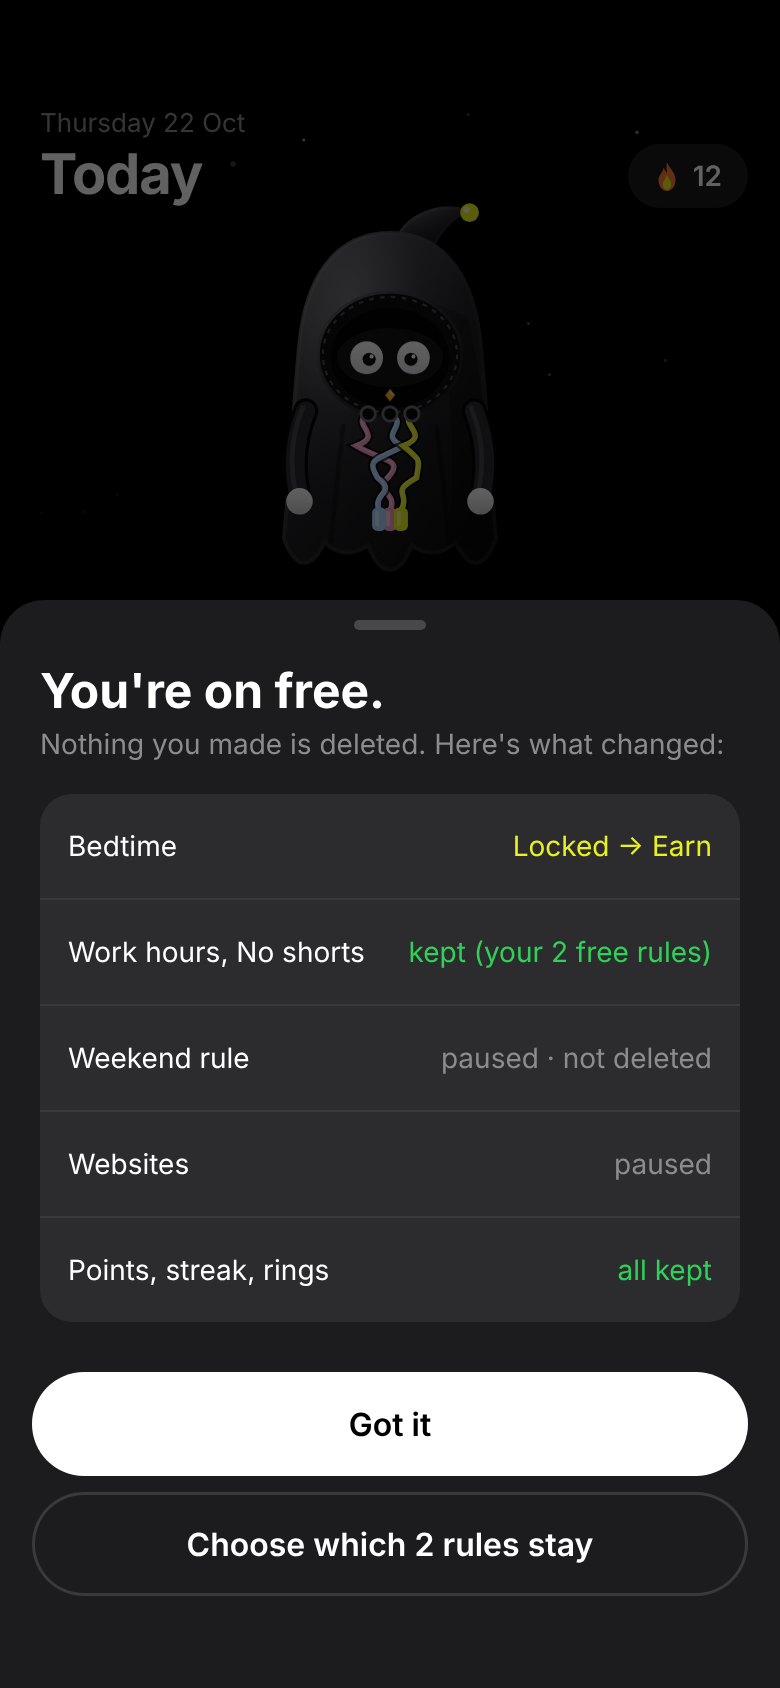 Thursday 22 Oct
Today
12
You're on free.
Nothing you made is deleted. Here's what changed:
Bedtime Locked → Earn
Work hours, No shorts kept (your 2 free rules)
Weekend rule paused · not deleted
Websites paused
Points, streak, rings all kept
Got it
Choose which 2 rules stay